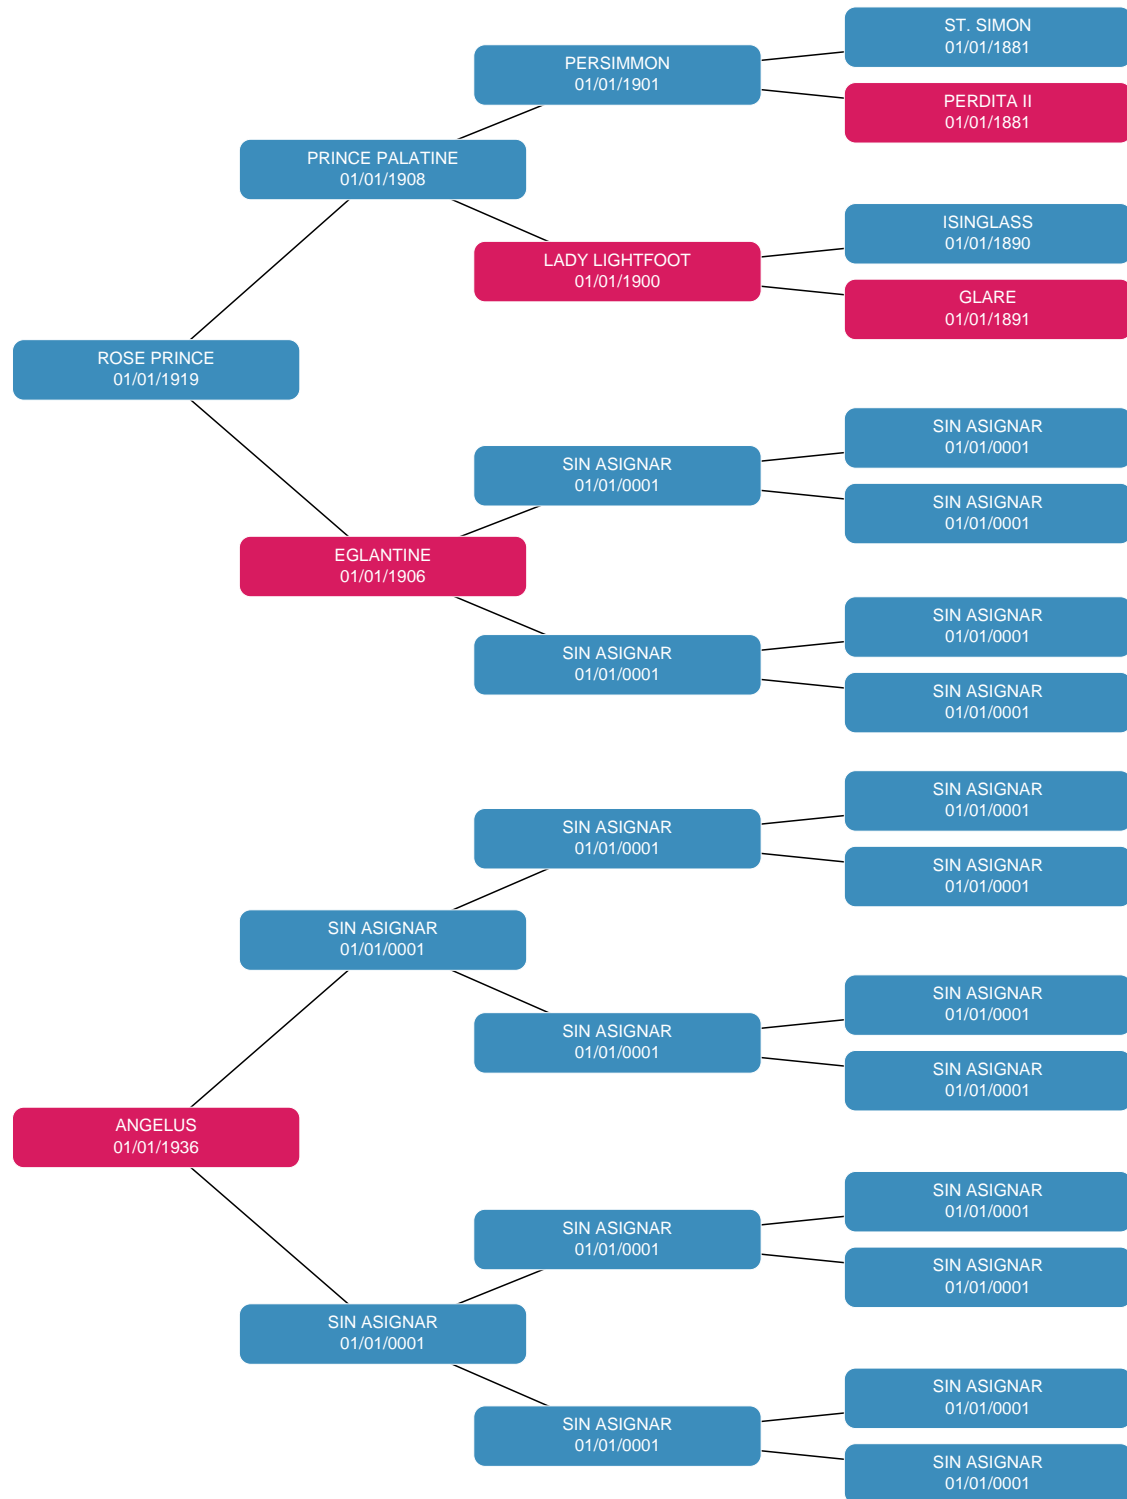 ST. SIMON
01/01/1881
PERSIMMON
01/01/1901
PERDITA II
01/01/1881
PRINCE PALATINE
01/01/1908
ISINGLASS
01/01/1890
LADY LIGHTFOOT
01/01/1900
GLARE
01/01/1891
ROSE PRINCE
01/01/1919
SIN ASIGNAR
01/01/0001
SIN ASIGNAR
01/01/0001
SIN ASIGNAR
01/01/0001
EGLANTINE
01/01/1906
SIN ASIGNAR
01/01/0001
SIN ASIGNAR
01/01/0001
SIN ASIGNAR
01/01/0001
SIN ASIGNAR
01/01/0001
SIN ASIGNAR
01/01/0001
SIN ASIGNAR
01/01/0001
SIN ASIGNAR
01/01/0001
SIN ASIGNAR
01/01/0001
SIN ASIGNAR
01/01/0001
SIN ASIGNAR
01/01/0001
ANGELUS
01/01/1936
SIN ASIGNAR
01/01/0001
SIN ASIGNAR
01/01/0001
SIN ASIGNAR
01/01/0001
SIN ASIGNAR
01/01/0001
SIN ASIGNAR
01/01/0001
SIN ASIGNAR
01/01/0001
SIN ASIGNAR
01/01/0001